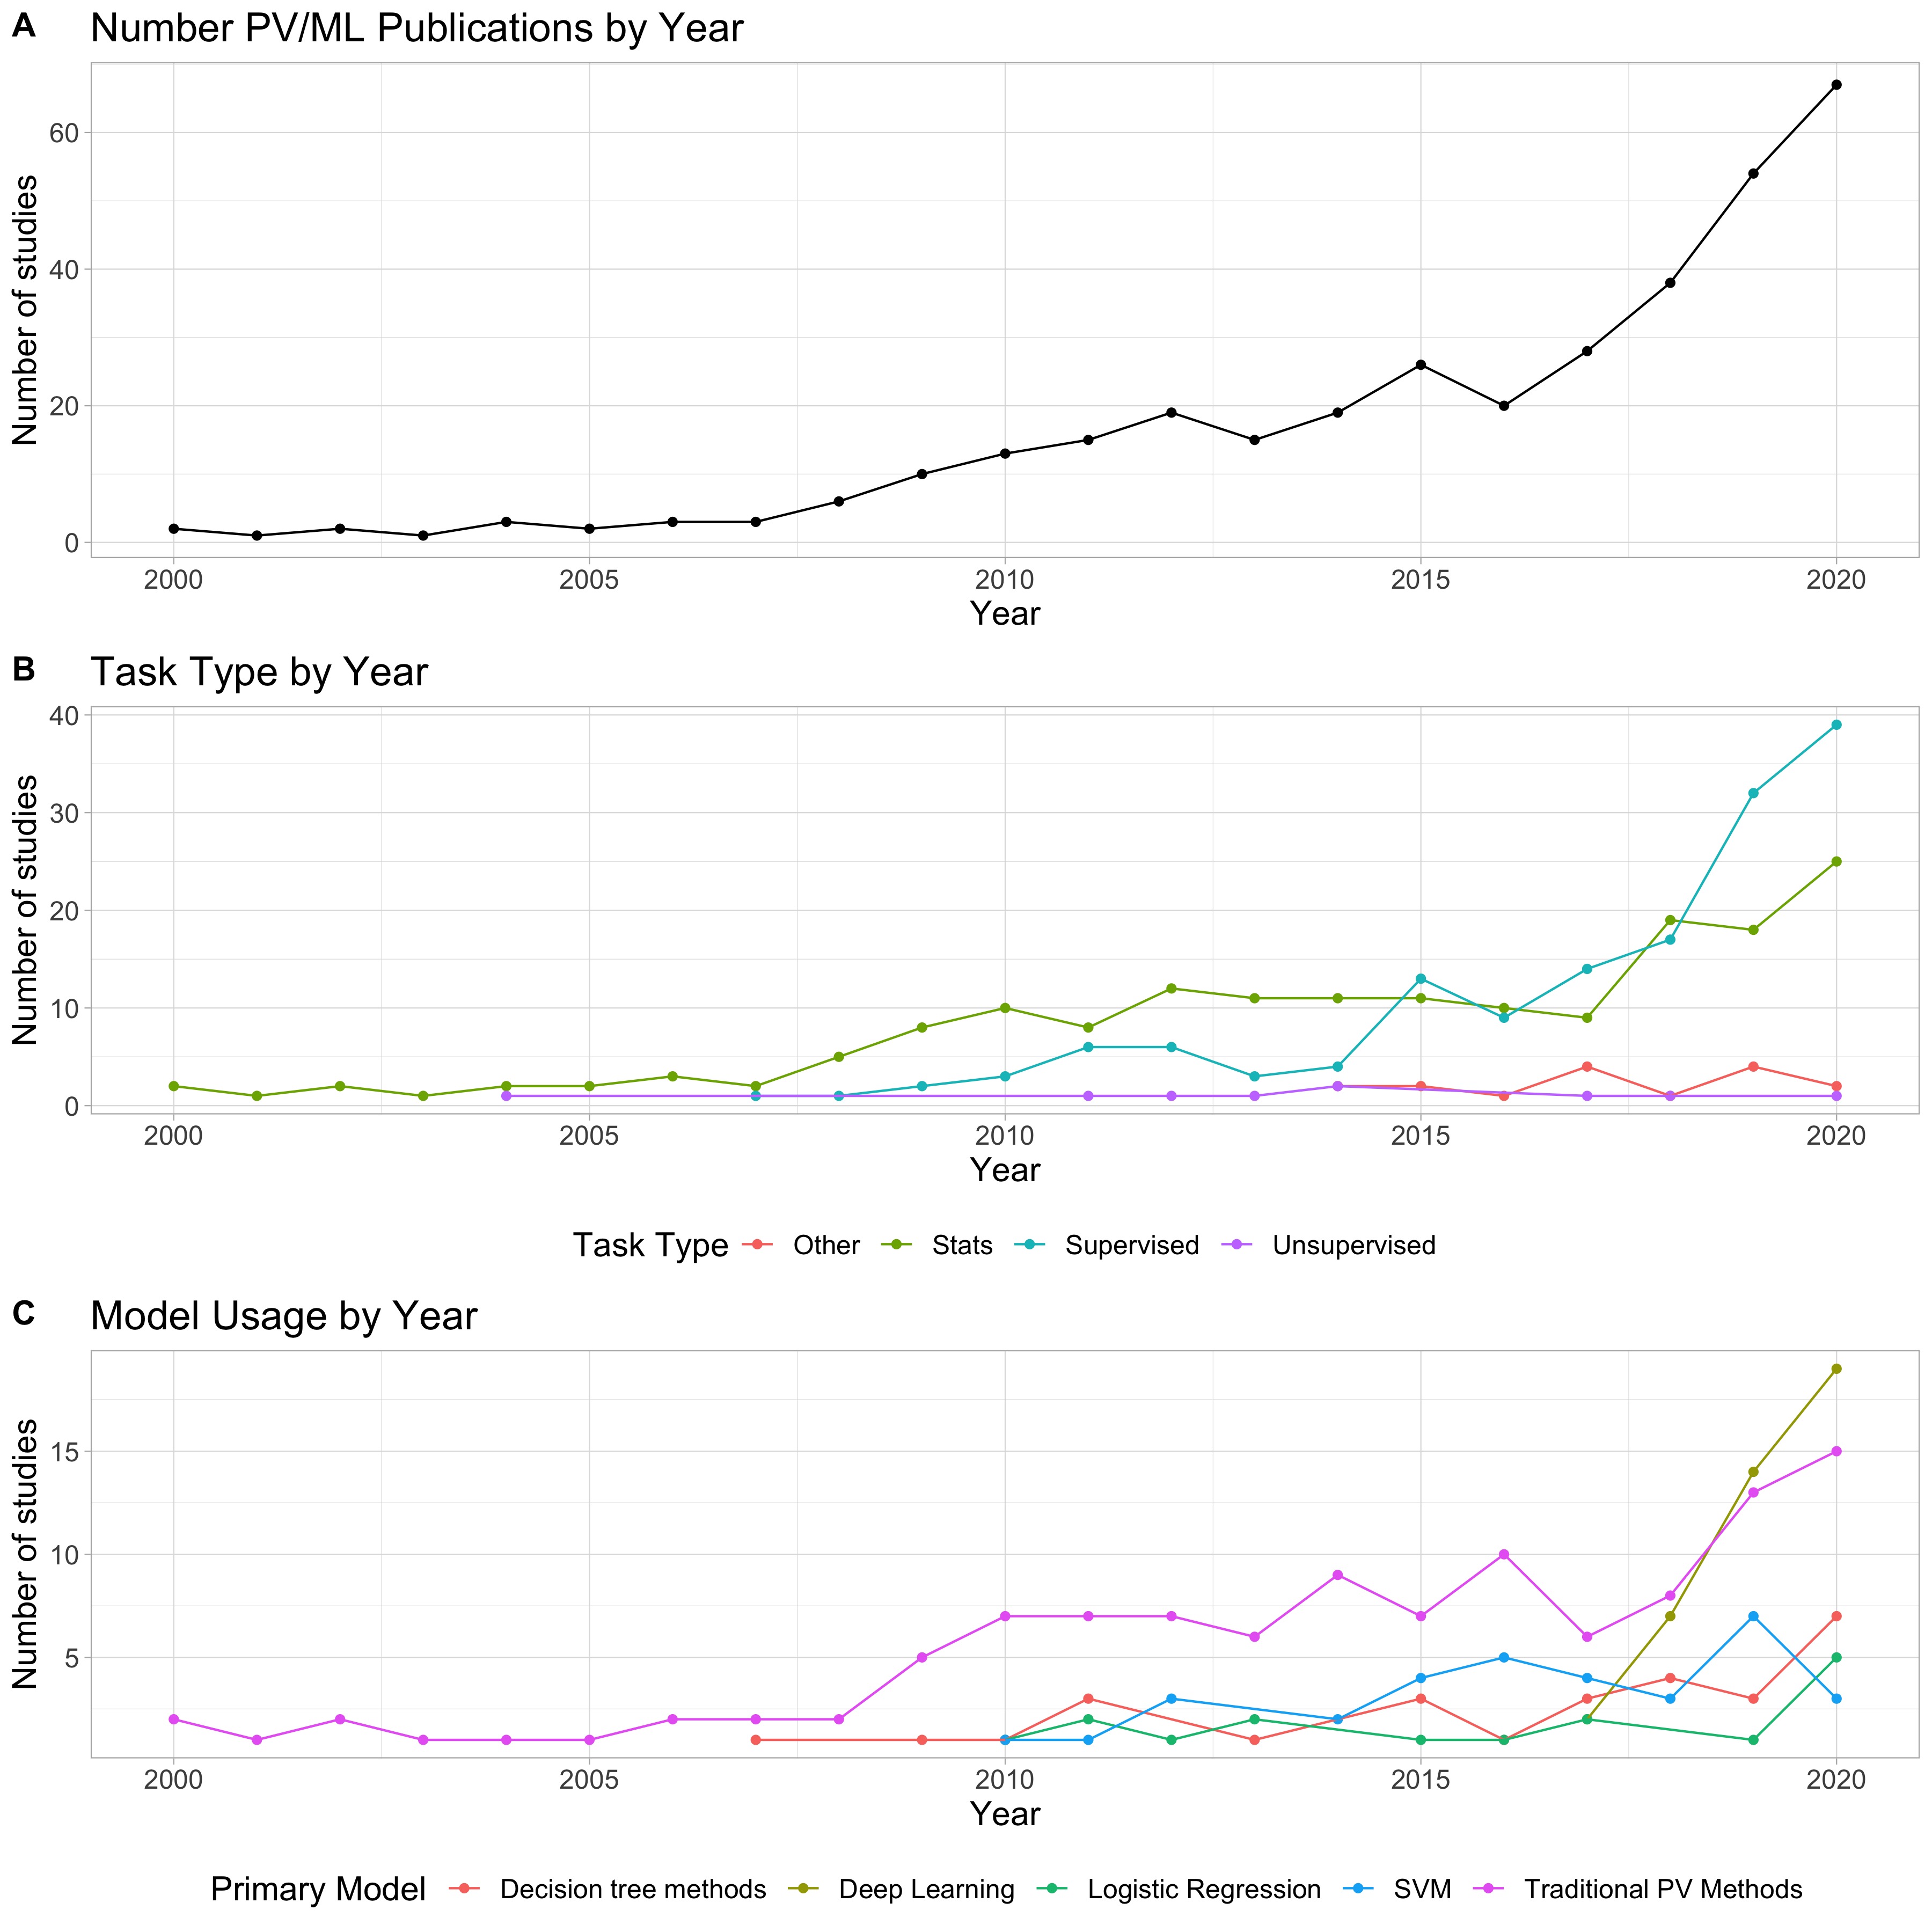 A Number PV/ML Publications by Year
Number of studies
60
40
20
0
2000 2005 2010 2015 2020
Year
B Task Type by Year
Number of studies
40
30
20
10
0
2000 2005 2010 2015 2020
Year
Task Type Other Stats Supervised Unsupervised
C Model Usage by Year
Number of studies
15
10
5
2000 2005 2010 2015 2020
Year
Primary Model Decision tree methods Deep Learning Logistic Regression SVM Traditional PV Methods